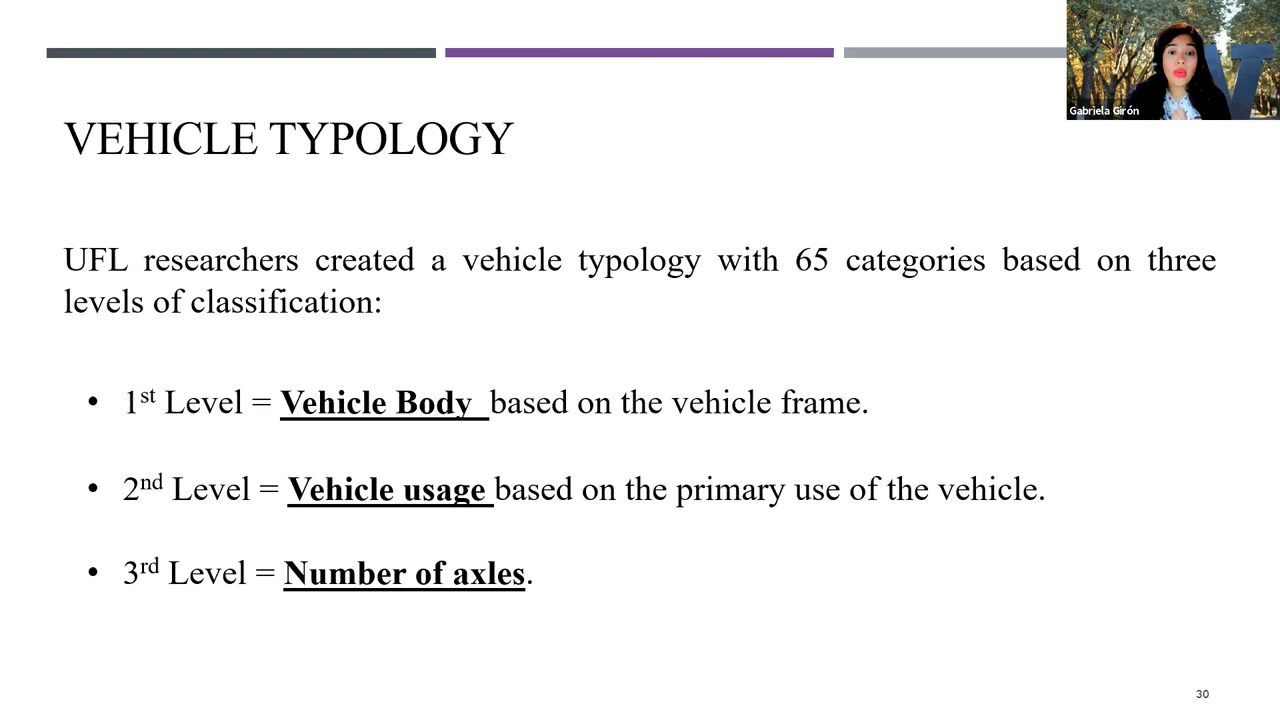 Gabriela Girón
VEHICLE TYPOLOGY
UFL researchers created a vehicle typology with 65 categories based on three
levels of classification:
• 1st Level = Vehicle Body based on the vehicle frame.
• 2nd Level = Vehicle usage based on the primary use of the vehicle.
• 3rd Level = Number of axles.
30